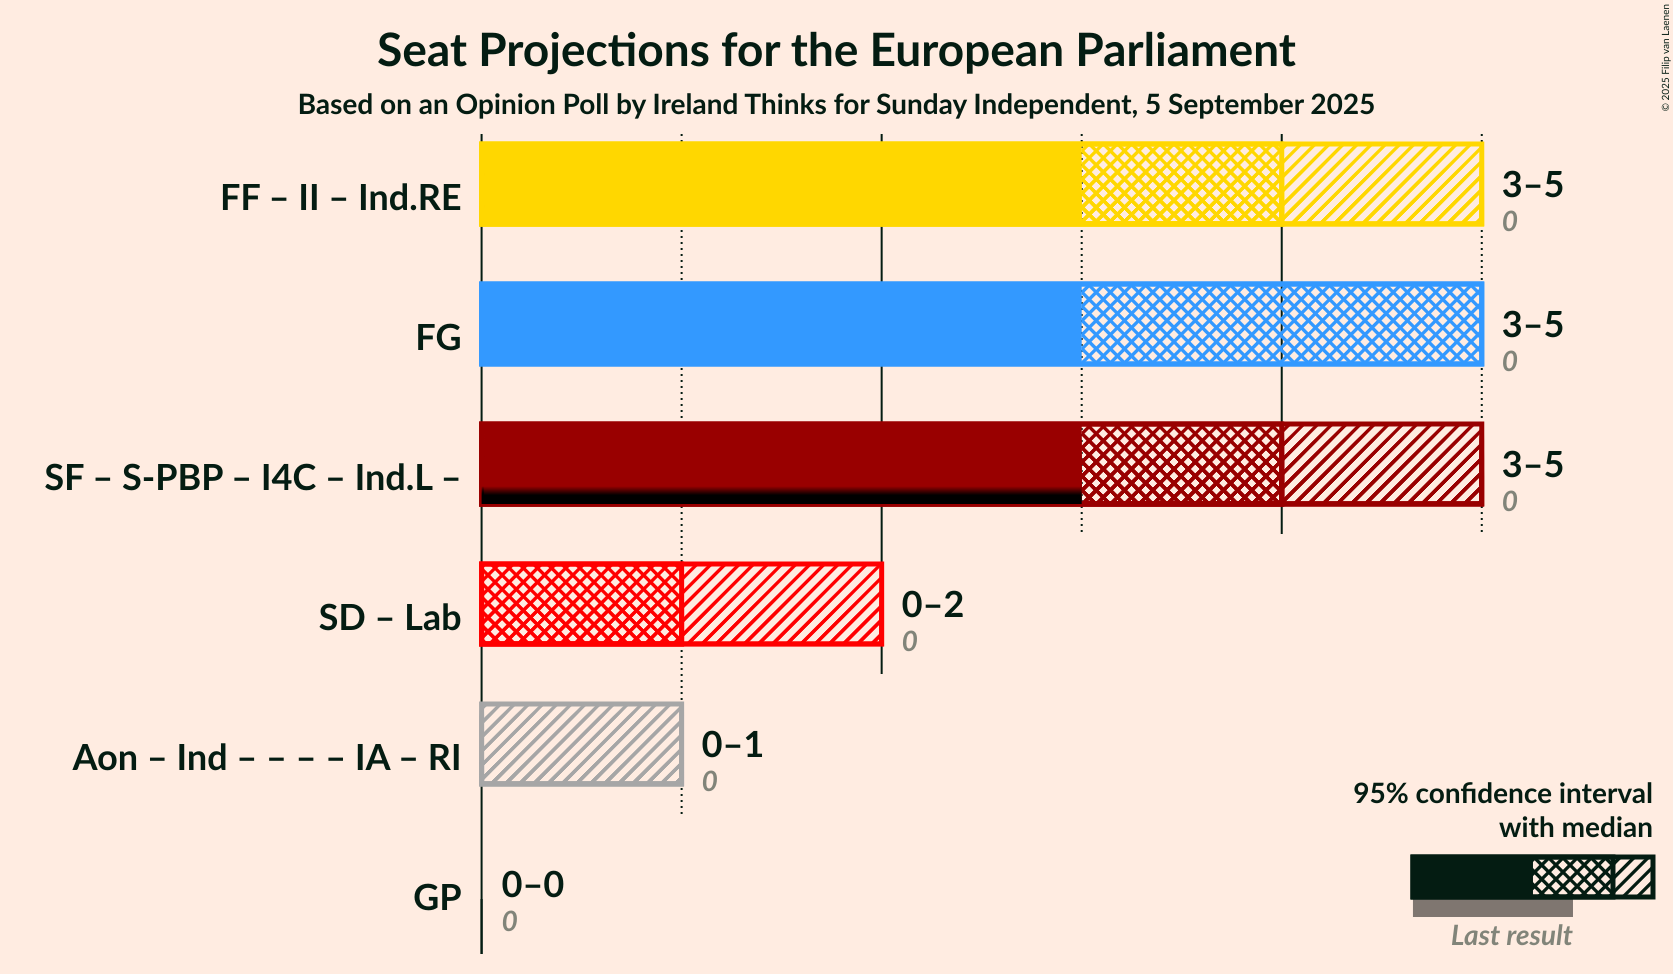 Seat Projections for the European Parliament
Based on an Opinion Poll by Ireland Thinks for Sunday Independent, 5 September 2025
© 2025 Filip van Laenen
FF – II – Ind.RE
3–5
0
FG
3–5
0
SF – S-PBP – I4C – Ind.L –
3–5
0
SD – Lab
0–2
0
Aon – Ind – – – – IA – RI
0–1
0
GP
0–0
0
95% confidence interval
with median
Last result